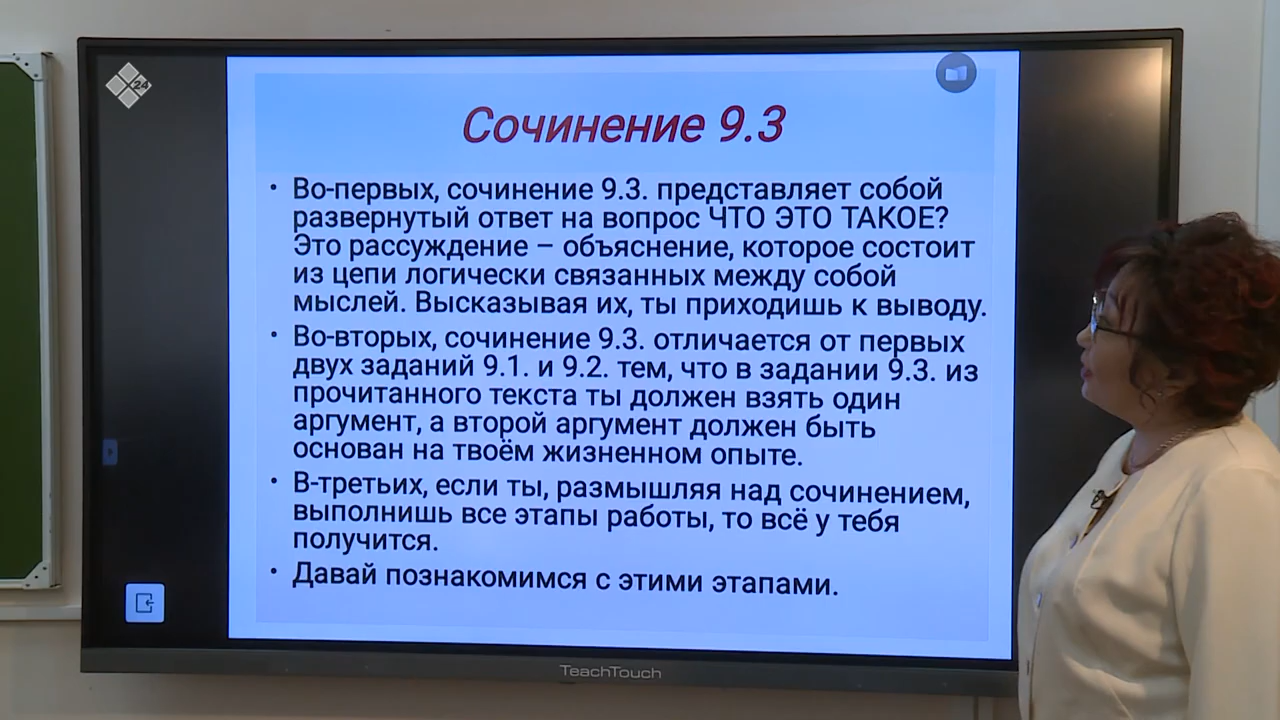 X24
Сочинение 9.3
• Во-первых, сочинение 9.3. представляет собой
развернутый ответ на вопрос ЧТО ЭТО ТАКОЕ?
Это рассуждение – объяснение, которое состоит
из цепи логически связанных между собой
мыслей. Высказывая их, ты приходишь к выводу.
• Во-вторых, сочинение 9.3. отличается от первых
двух заданий 9.1. и 9.2. тем, что в задании 9.3. из
прочитанного текста ты должен взять один
аргумент, а второй аргумент должен быть
основан на твоём жизненном опыте.
• В-третьих, если ты, размышляя над сочинением,
выполнишь все этапы работы, то всё у тебя
получится.
• Давай познакомимся с этими этапами.
TeachTouch